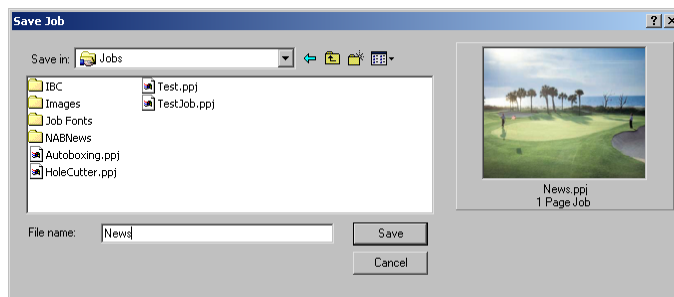 Save Job
Save in: Jobs
IBC
Images
Job Fonts
NABNews
Autoboxing.ppj
HoleCutter.ppj
Test.ppj
TestJob.ppj
File name: News
Save
Cancel
News.ppj
1 Page Job